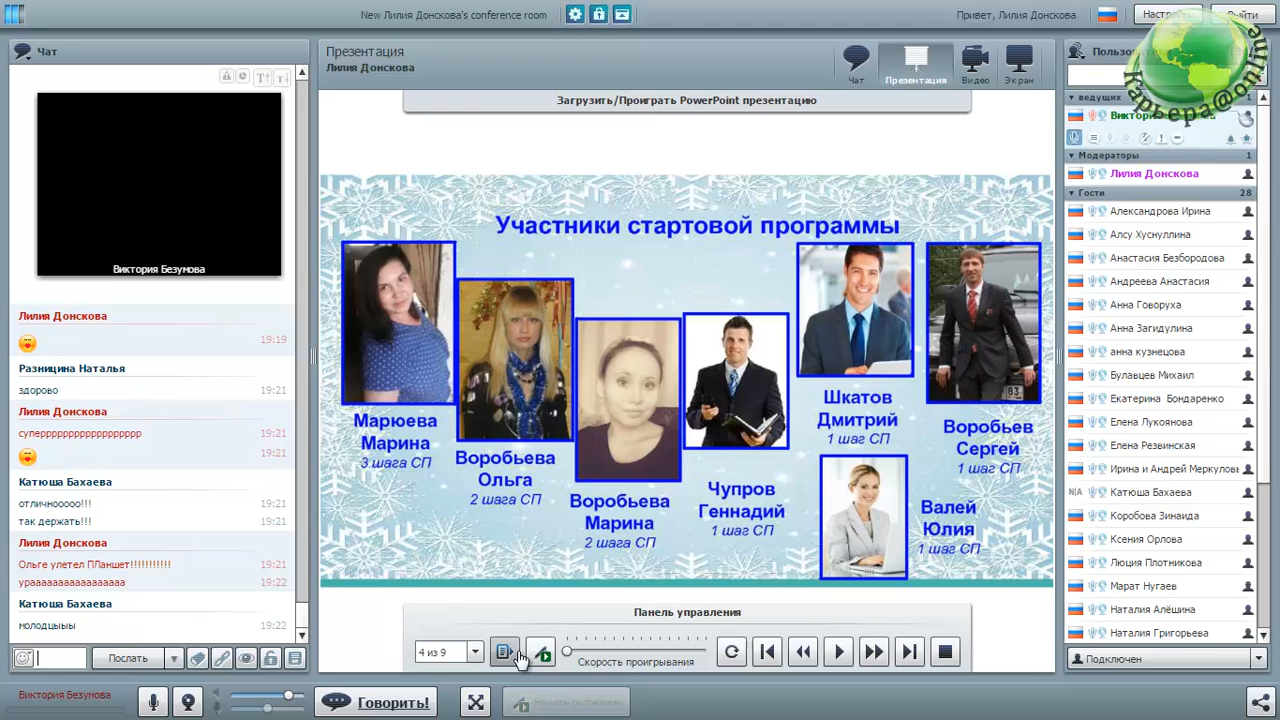 New Лилия Донскова's conference room
Привет, Лилия Донскова
Настройки
Выйти
карьера@online
Чат
Виктория Безумова
Лилия Донскова
19:19
Разницина Наталья
здорово 19:21
Лилия Донскова
суперррррррррррррррррр 19:21
19:21
Катюша Бахаева
отличнооооо!!! 19:21
так держать!!! 19:21
Лилия Донскова
Ольге улетел ПЛаншет!!!!!!!!!!! 19:21
урааааааааааааааааа 19:22
Катюша Бахаева
молодцыыы 19:22
Послать
Презентация
Лилия Донскова
Чат
Презентация
Видео
Экран
Загрузить/Проиграть PowerPoint презентацию
Участники стартовой программы
Марюева
Марина
3 шага СП
Воробьева
Ольга
2 шага СП
Воробьева
Марина
2 шага СП
Чупров
Геннадий
1 шаг СП
Шкатов
Дмитрий
1 шаг СП
Воробьев
Сергей
1 шаг СП
Валей
Юлия
1 шаг СП
Панель управления
4 из 9
Скорость проигрывания
ведущих 1
Модераторы 1
Лилия Донскова
Гости 28
Александрова Ирина
Алсу Хуснуллина
Анастасия Безбородова
Андреева Анастасия
Анна Говоруха
Анна Загидулина
анна кузнецова
Булавцев Михаил
Екатерина Бондаренко
Елена Лукоянова
Елена Резвинская
Ирина и Андрей Меркуловы
N/A Катюша Бахаева
Коробова Зинаида
Ксения Орлова
Люция Плотникова
Марат Нугаев
Наталия Алёшина
Наталия Григорьева
Подключен
Виктория Безумова
Говорить!